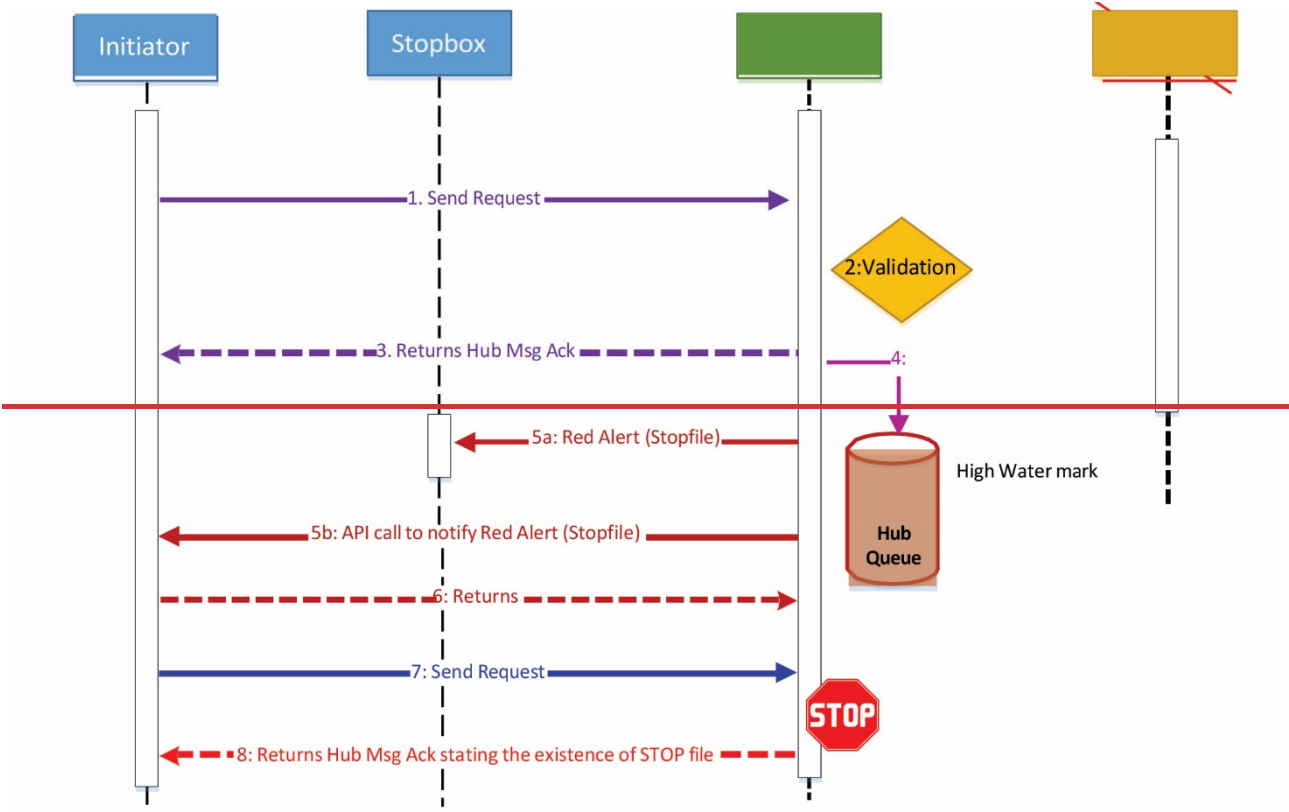 Initiator
Stopbox
1. Send Request
2:Validation
3. Returns Hub Msg Ack
4:
5a: Red Alert (Stopfile)
High Water mark
5b: API call to notify Red Alert (Stopfile)
Hub
Queue
6: Returns
7: Send Request
STOP
8: Returns Hub Msg Ack stating the existence of STOP file